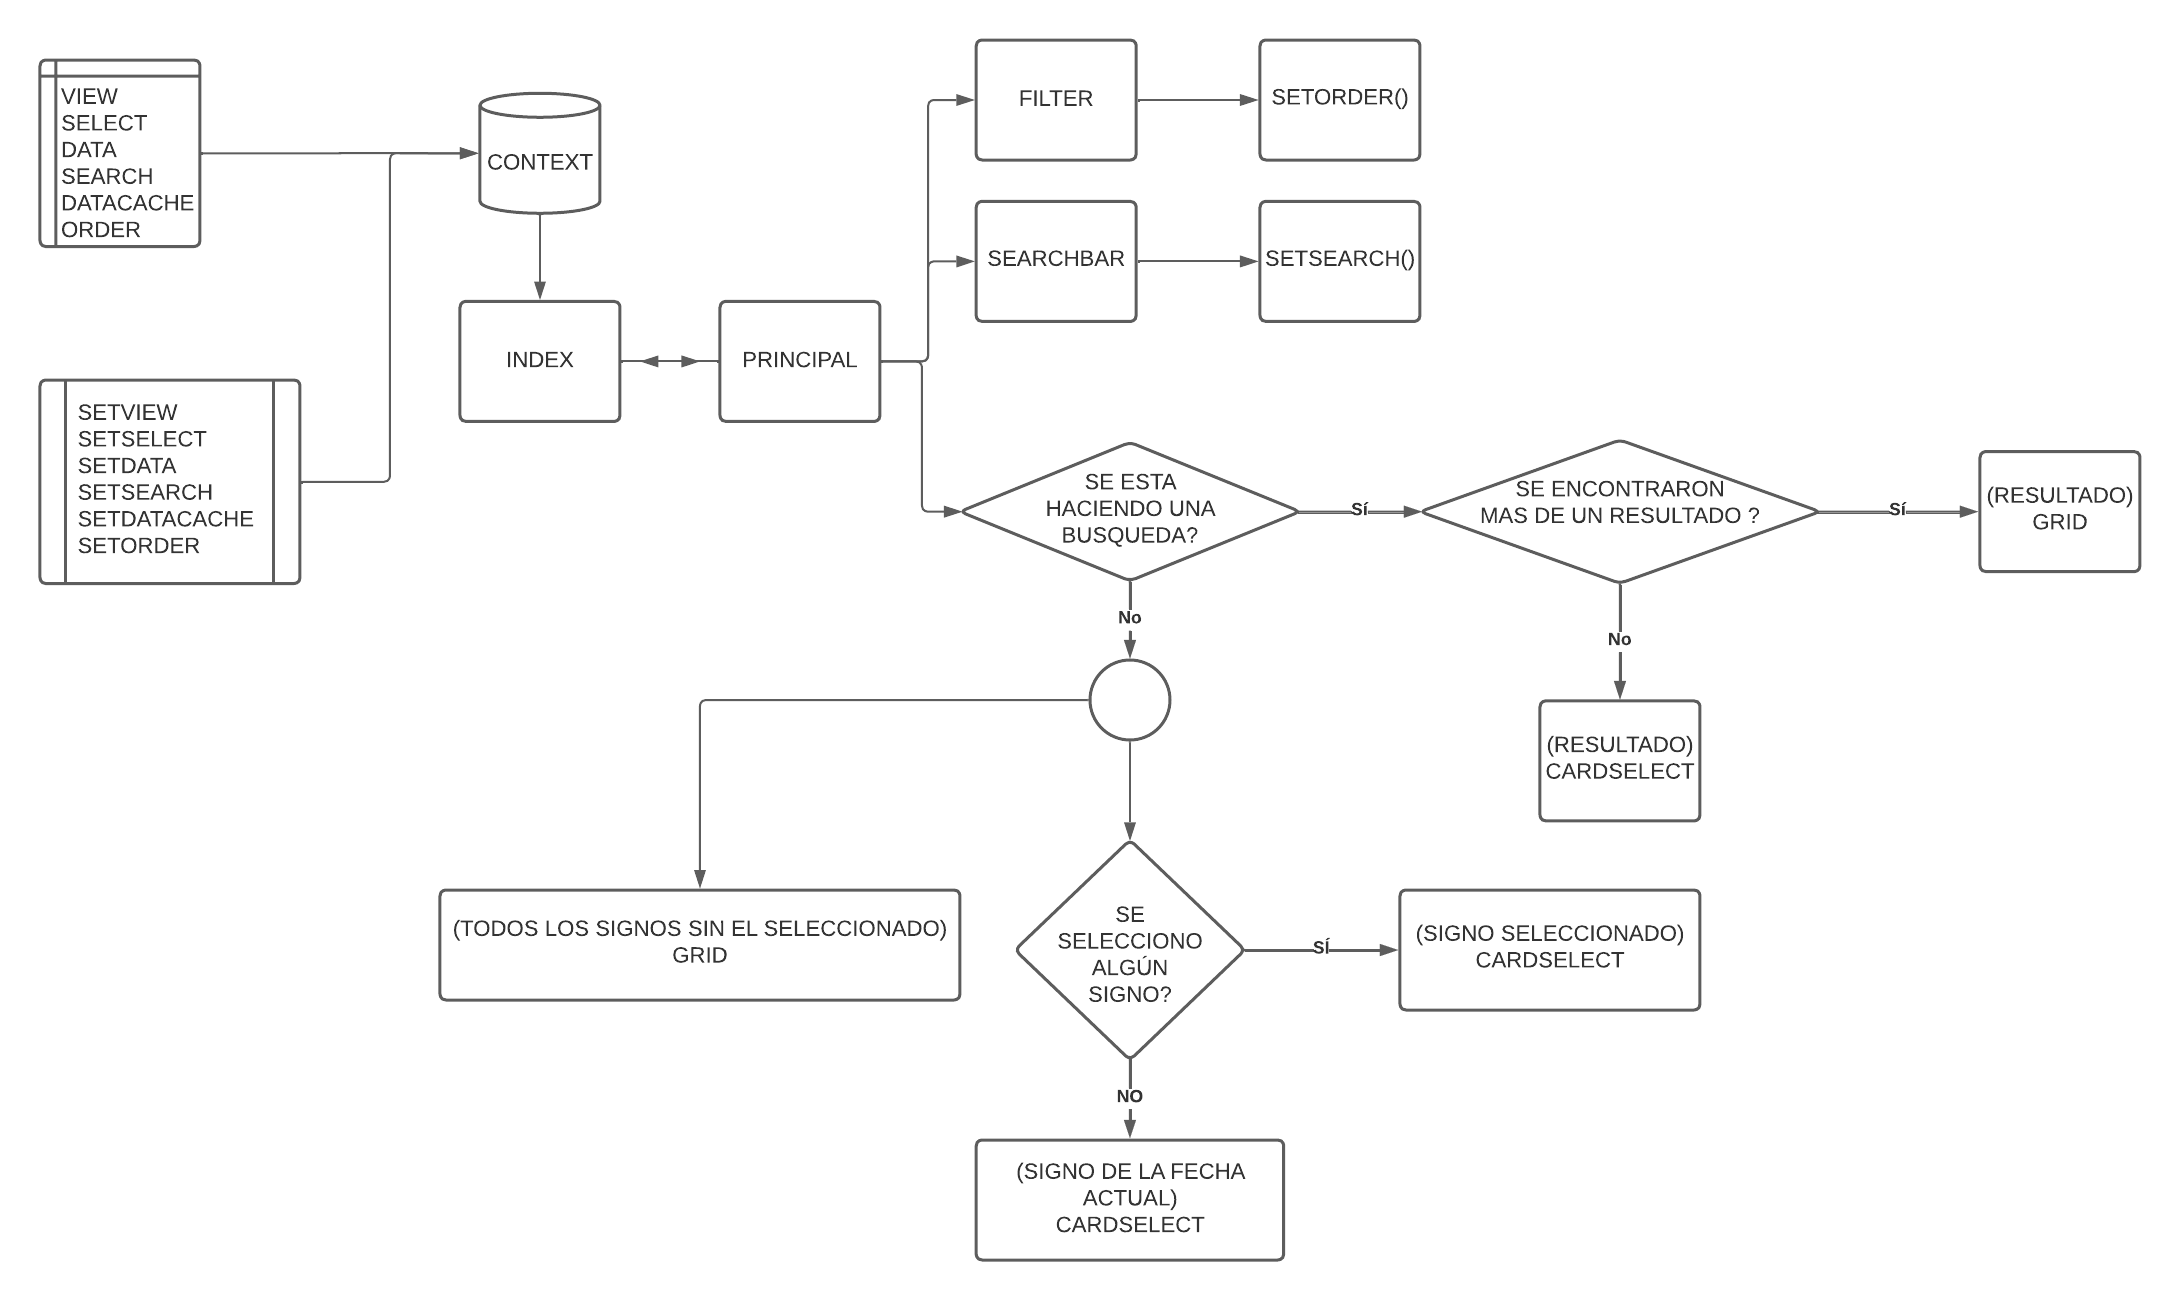 VIEW
SELECT
DATA
SEARCH
DATACACHE
ORDER
CONTEXT
FILTER
SETORDER()
SEARCHBAR
SETSEARCH()
INDEX
PRINCIPAL
SETVIEW
SETSELECT
SETDATA
SETSEARCH
SETDATACACHE
SETORDER
SE ESTA
HACIENDO UNA
BUSQUEDA?
Sí
SE ENCONTRARON
MAS DE UN RESULTADO ?
Sí
(RESULTADO)
GRID
No
No
(RESULTADO)
CARDSELECT
(TODOS LOS SIGNOS SIN EL SELECCIONADO)
GRID
SE
SELECCIONO
ALGÚN
SIGNO?
SÍ
(SIGNO SELECCIONADO)
CARDSELECT
NO
(SIGNO DE LA FECHA
ACTUAL)
CARDSELECT